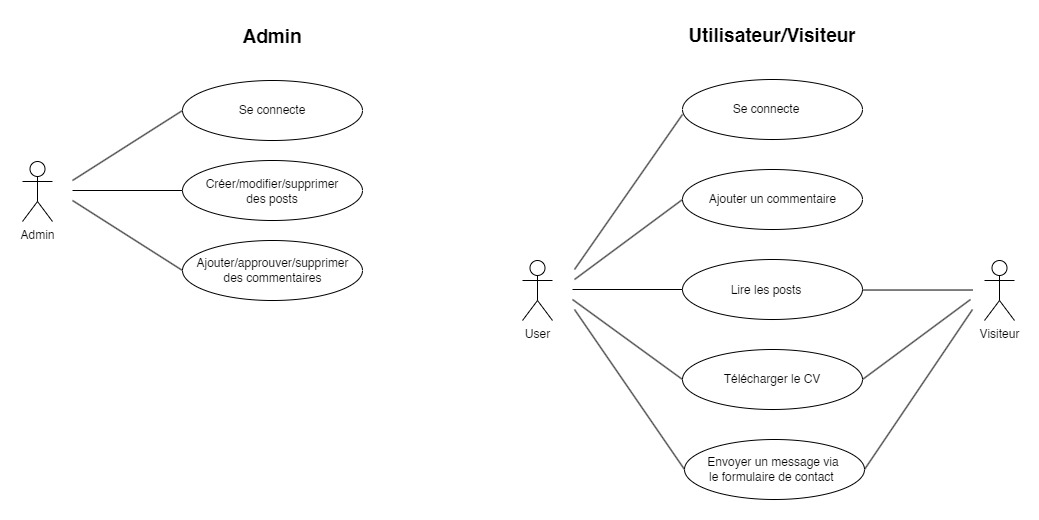 Admin
Se connecte
Créer/modifier/supprimer
des posts
Ajouter/approuver/supprimer
des commentaires
Admin
Utilisateur/Visiteur
Se connecte
Ajouter un commentaire
Lire les posts
Télécharger le CV
Envoyer un message via
le formulaire de contact
User
Visiteur